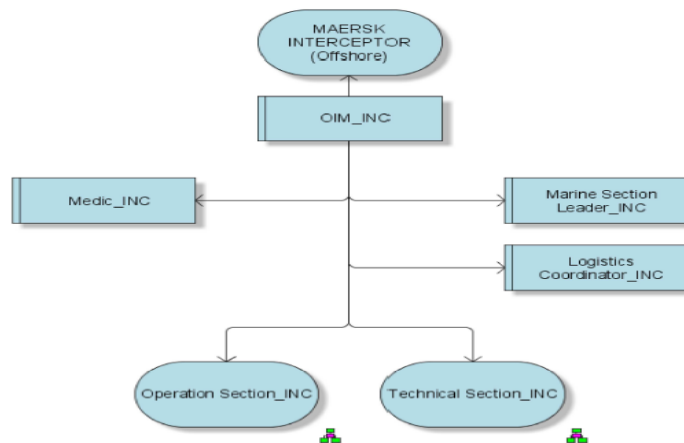 MAERSK
INTERCEPTOR
(Offshore)
OIM_INC
Medic_INC
Marine Section
Leader_INC
Logistics
Coordinator_INC
Operation Section_INC
Technical Section_INC